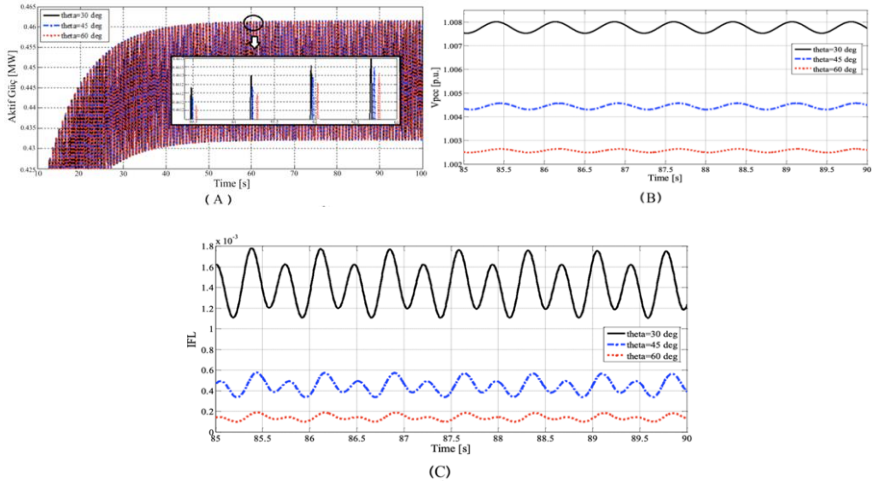 theta=30 deg
theta=45 deg
theta=60 deg
Aktif Güç [MW]
0.465
0.46
0.455
0.45
0.445
0.44
0.435
0.43
0.425
10 20 30 40 50 60 70 80 90 100
Time [s]
(A)
theta=30 deg
theta=45 deg
theta=60 deg
Vpcc [p.u.]
1.008
1.007
1.006
1.005
1.004
1.003
1.002
85 85.5 86 86.5 87 87.5 88 88.5 89 89.5 90
Time [s]
(B)
x 10⁻³
theta=30 deg
theta=45 deg
theta=60 deg
IFL
1.8
1.6
1.4
1.2
1
0.8
0.6
0.4
0.2
0
85 85.5 86 86.5 87 87.5 88 88.5 89 89.5 90
Time [s]
(C)